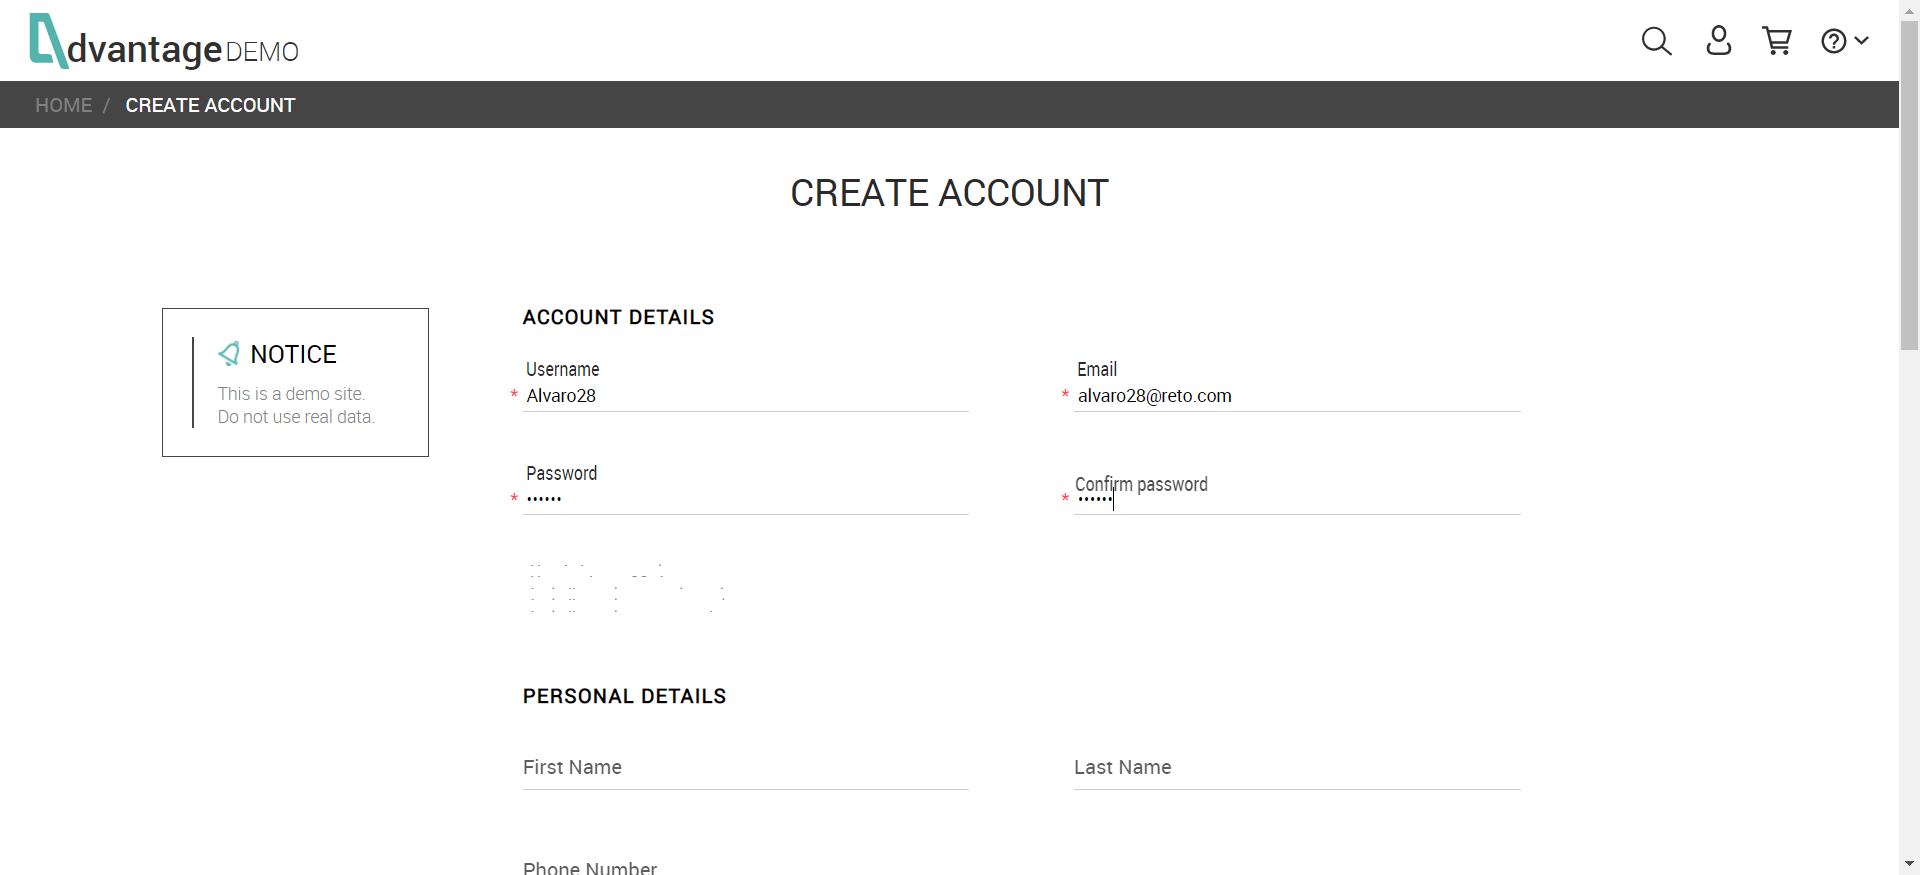 dvantage DEMO
HOME / CREATE ACCOUNT
CREATE ACCOUNT
NOTICE
This is a demo site.
Do not use real data.
ACCOUNT DETAILS
Username
* Alvaro28
Email
* alvaro28@reto.com
Password
* ••••••
Confirm password
* ••••••
PERSONAL DETAILS
First Name
Last Name
Phone Number